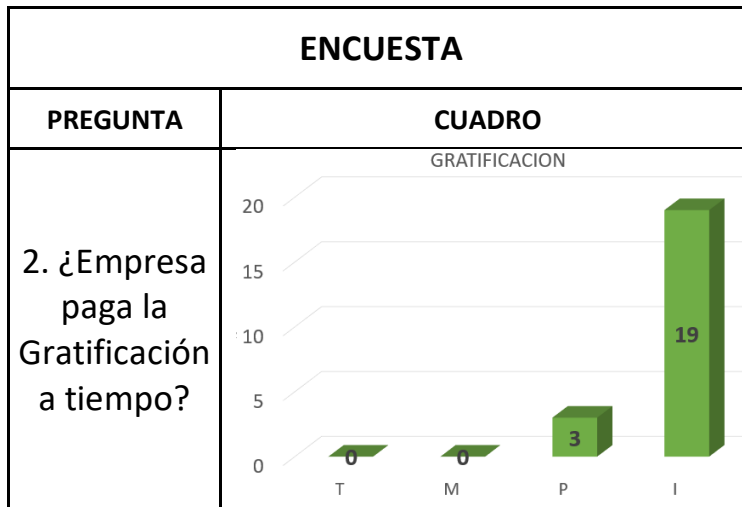 ENCUESTA
PREGUNTA
CUADRO
2. ¿Empresa
paga la
Gratificación
a tiempo?
GRATIFICACION
20
15
10
5
0
0
0
3
19
T
M
P
I